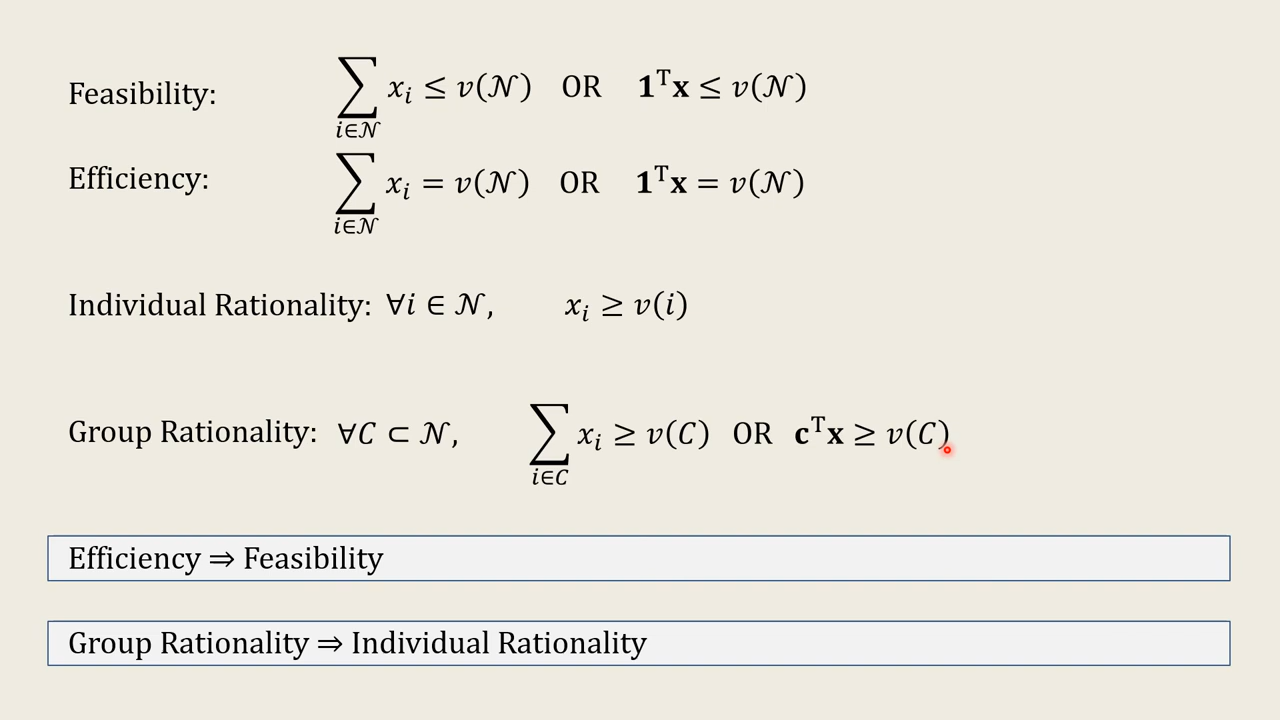 Feasibility: ∑_{i∈𝒩} x_i ≤ v(𝒩) OR 𝟏ᵀ𝐱 ≤ v(𝒩)
Efficiency: ∑_{i∈𝒩} x_i = v(𝒩) OR 𝟏ᵀ𝐱 = v(𝒩)
Individual Rationality: ∀i ∈ 𝒩, x_i ≥ v(i)
Group Rationality: ∀C ⊂ 𝒩, ∑_{i∈C} x_i ≥ v(C) OR 𝐜ᵀ𝐱 ≥ v(C)
Efficiency ⇒ Feasibility
Group Rationality ⇒ Individual Rationality